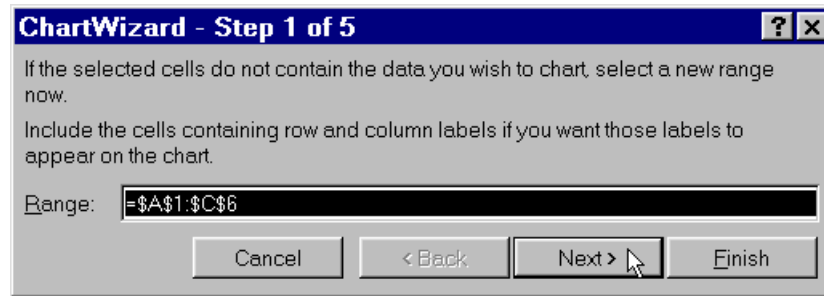 ChartWizard - Step 1 of 5
If the selected cells do not contain the data you wish to chart, select a new range
now.
Include the cells containing row and column labels if you want those labels to
appear on the chart.
Range: =$A$1:$C$6
Cancel < Back Next > Finish